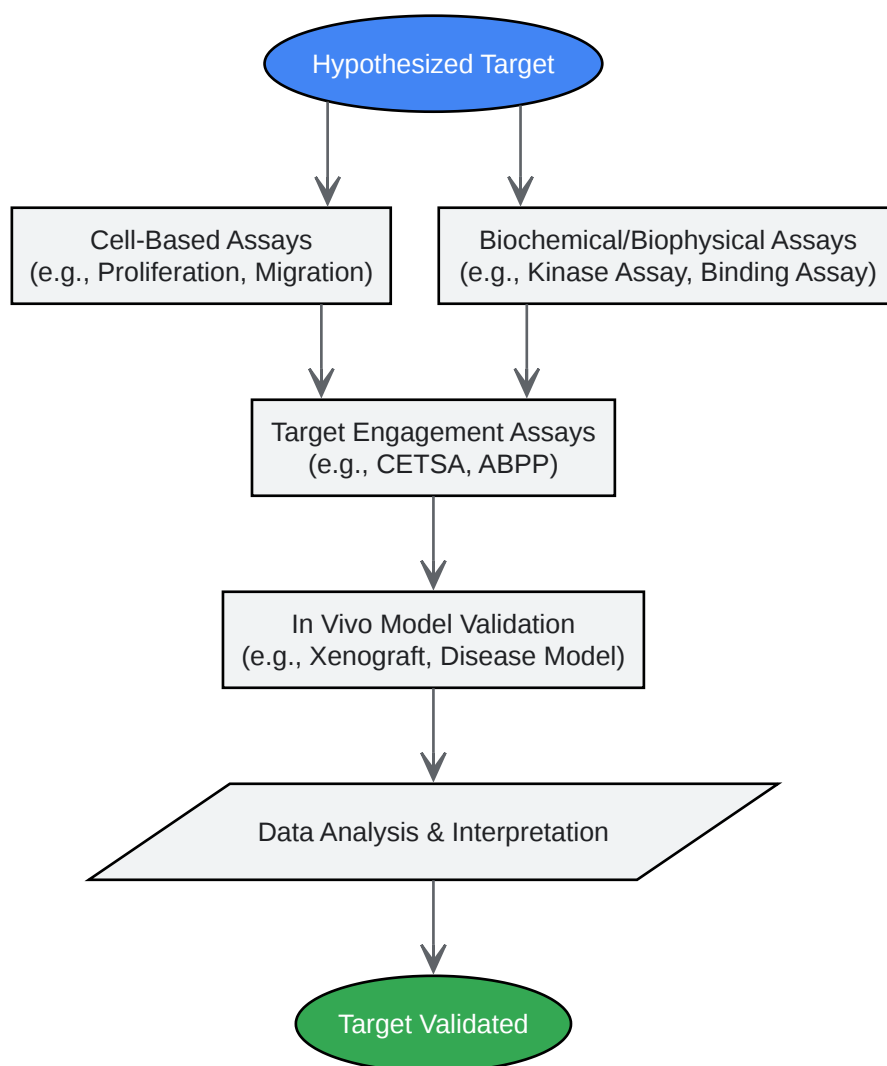 Hypothesized Target
Cell-Based Assays
(e.g., Proliferation, Migration)
Biochemical/Biophysical Assays
(e.g., Kinase Assay, Binding Assay)
Target Engagement Assays
(e.g., CETSA, ABPP)
In Vivo Model Validation
(e.g., Xenograft, Disease Model)
Data Analysis & Interpretation
Target Validated